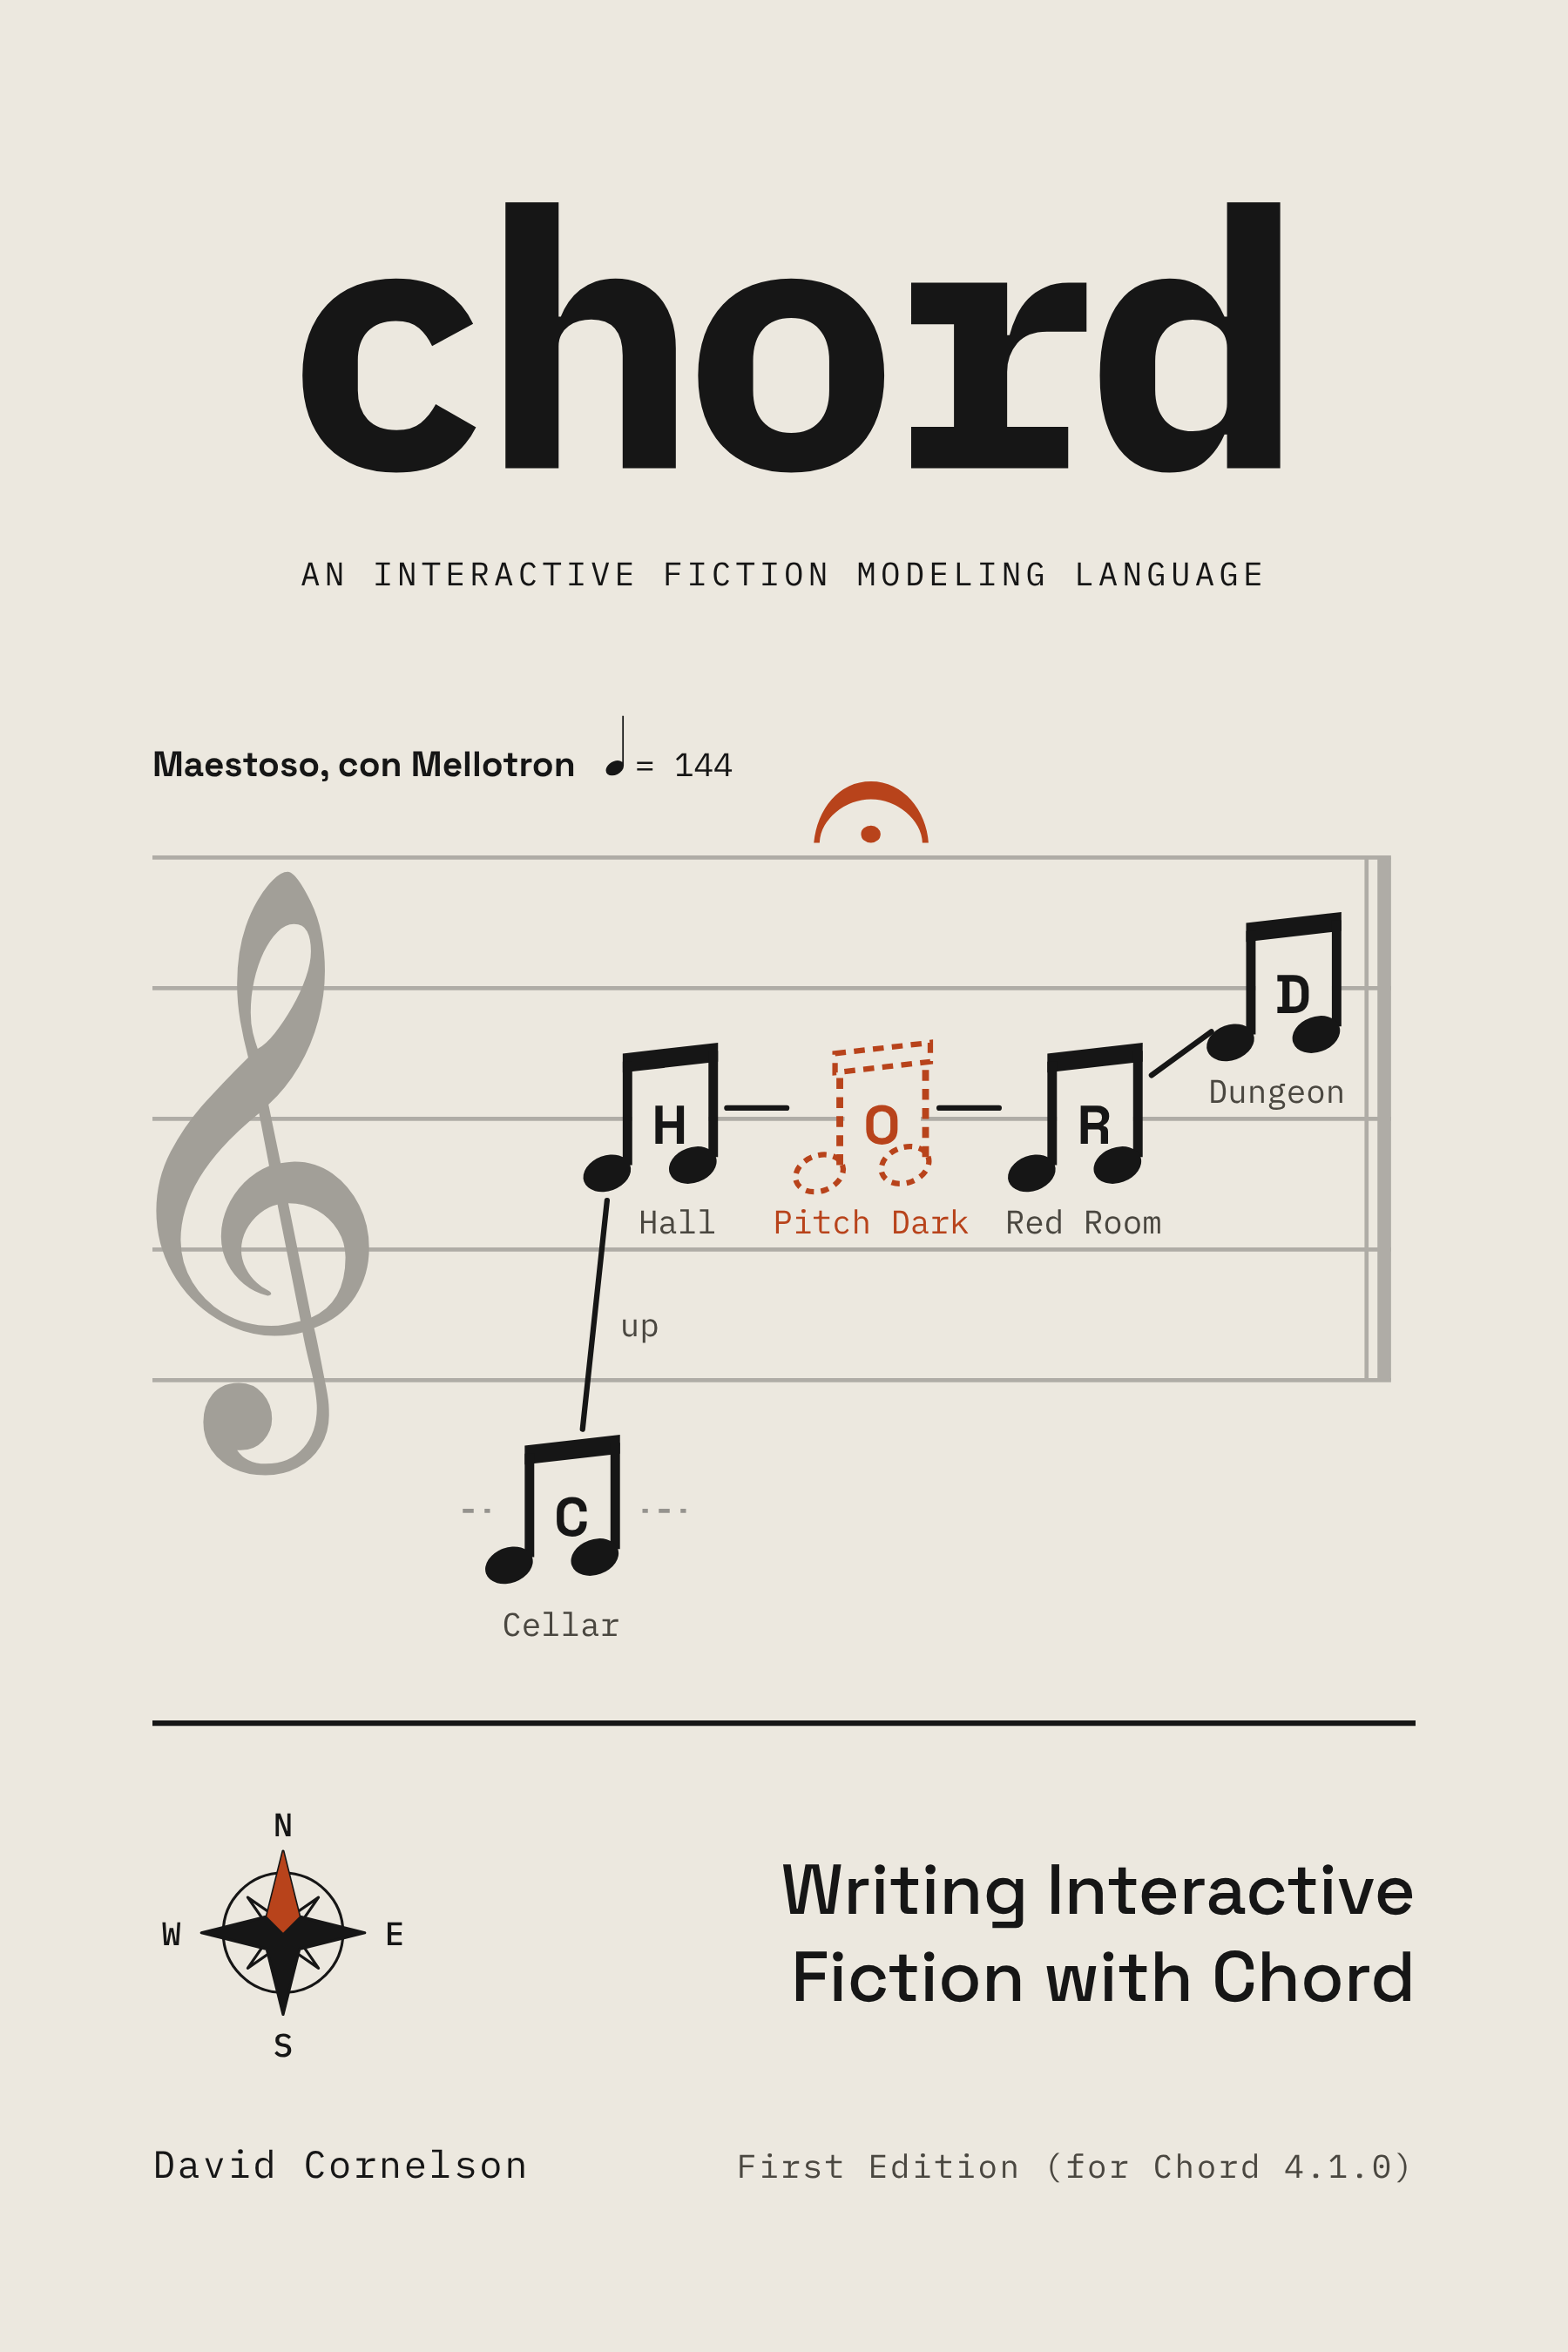 chord
AN INTERACTIVE FICTION MODELING LANGUAGE
Maestoso, con Mellotron = 144
D
Dungeon
H O R
Hall Pitch Dark Red Room
up
C
Cellar
N
W E
S
Writing Interactive
Fiction with Chord
David Cornelson
First Edition (for Chord 4.1.0)